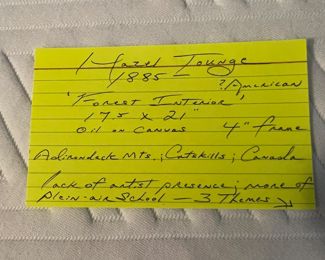 Hazel Lounge
1885 —
? American
'Forest Interior'
17.5 x 21"
oil on canvas 4" frame
Adirondack Mts.; Catskills; Canada
lack of artist presence; more of
plein-air School — 3 Themes ↘